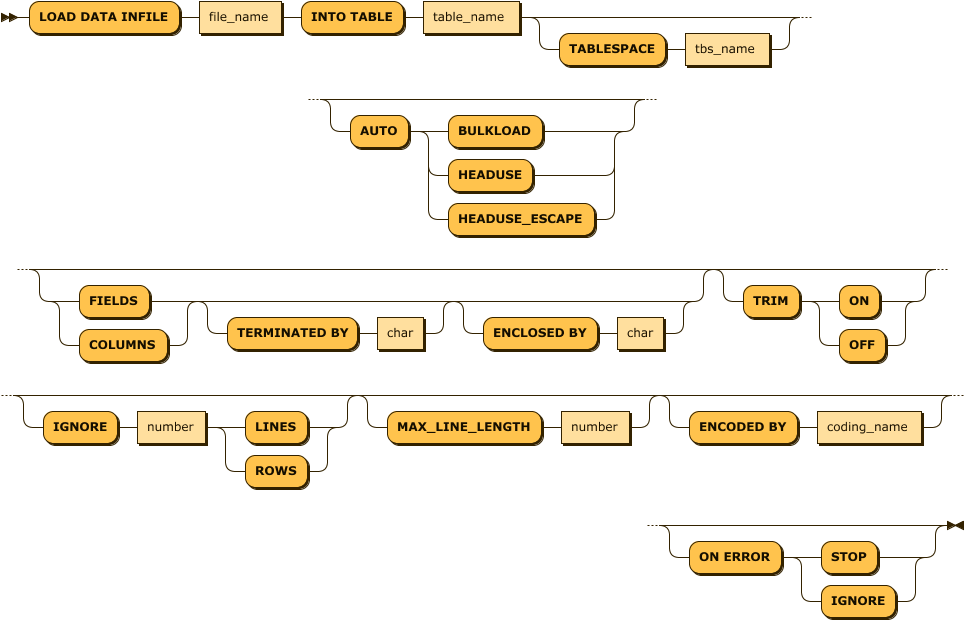 LOAD DATA INFILE file_name INTO TABLE table_name
TABLESPACE tbs_name
AUTO BULKLOAD
HEADUSE
HEADUSE_ESCAPE
FIELDS TRIM ON
COLUMNS TERMINATED BY char ENCLOSED BY char OFF
IGNORE number LINES MAX_LINE_LENGTH number ENCODED BY coding_name
ROWS
ON ERROR STOP
IGNORE